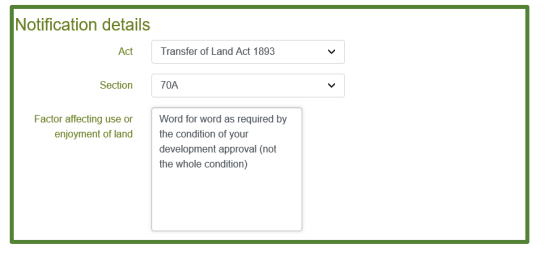 Notification details
Act Transfer of Land Act 1893
Section 70A
Factor affecting use or
enjoyment of land
Word for word as required by
the condition of your
development approval (not
the whole condition)